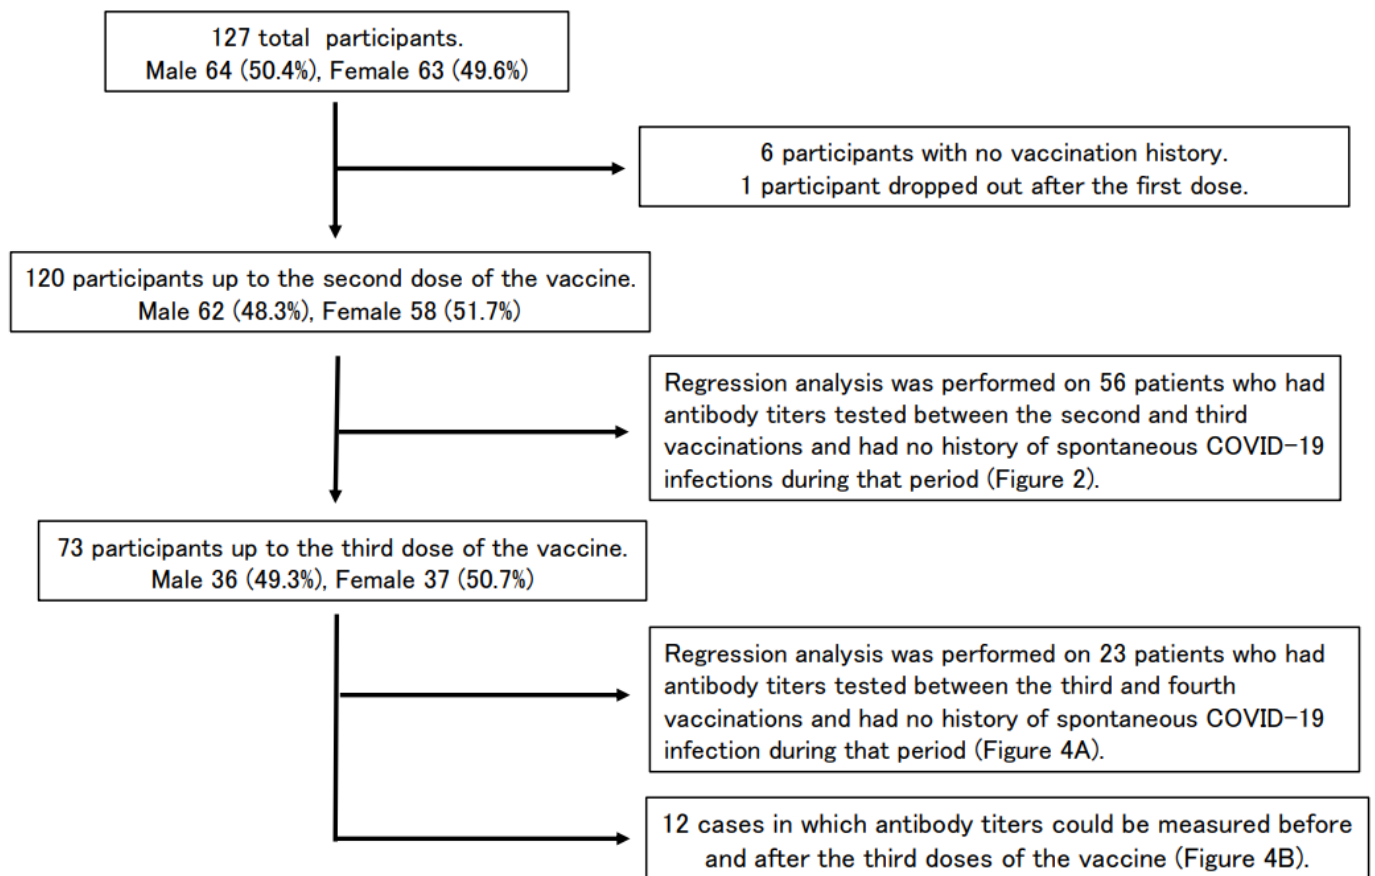 127 total participants.
Male 64 (50.4%), Female 63 (49.6%)
6 participants with no vaccination history.
1 participant dropped out after the first dose.
120 participants up to the second dose of the vaccine.
Male 62 (48.3%), Female 58 (51.7%)
Regression analysis was performed on 56 patients who had
antibody titers tested between the second and third
vaccinations and had no history of spontaneous COVID-19
infections during that period (Figure 2).
73 participants up to the third dose of the vaccine.
Male 36 (49.3%), Female 37 (50.7%)
Regression analysis was performed on 23 patients who had
antibody titers tested between the third and fourth
vaccinations and had no history of spontaneous COVID-19
infection during that period (Figure 4A).
12 cases in which antibody titers could be measured before
and after the third doses of the vaccine (Figure 4B).